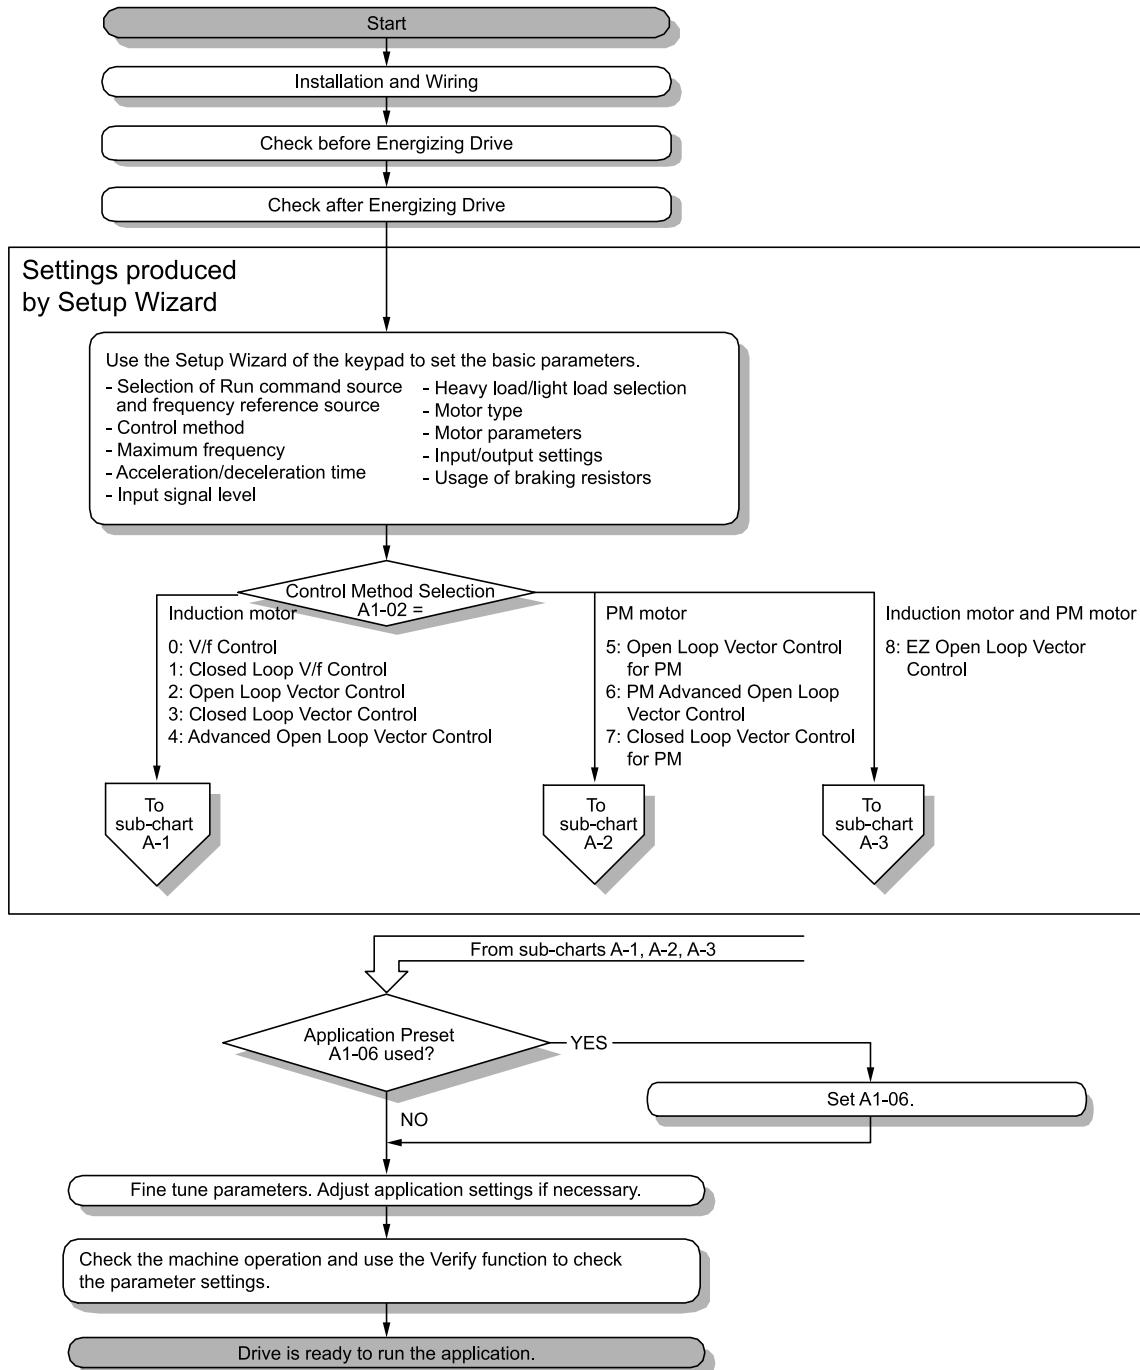 Start
Installation and Wiring
Check before Energizing Drive
Check after Energizing Drive
Settings produced
by Setup Wizard
Use the Setup Wizard of the keypad to set the basic parameters.
- Selection of Run command source
and frequency reference source
- Control method
- Maximum frequency
- Acceleration/deceleration time
- Input signal level
- Heavy load/light load selection
- Motor type
- Motor parameters
- Input/output settings
- Usage of braking resistors
Control Method Selection
A1-02 =
Induction motor
0: V/f Control
1: Closed Loop V/f Control
2: Open Loop Vector Control
3: Closed Loop Vector Control
4: Advanced Open Loop Vector Control
PM motor
5: Open Loop Vector Control
for PM
6: PM Advanced Open Loop
Vector Control
7: Closed Loop Vector Control
for PM
Induction motor and PM motor
8: EZ Open Loop Vector
Control
To
sub-chart
A-1
To
sub-chart
A-2
To
sub-chart
A-3
From sub-charts A-1, A-2, A-3
Application Preset
A1-06 used?
YES
Set A1-06.
NO
Fine tune parameters. Adjust application settings if necessary.
Check the machine operation and use the Verify function to check
the parameter settings.
Drive is ready to run the application.